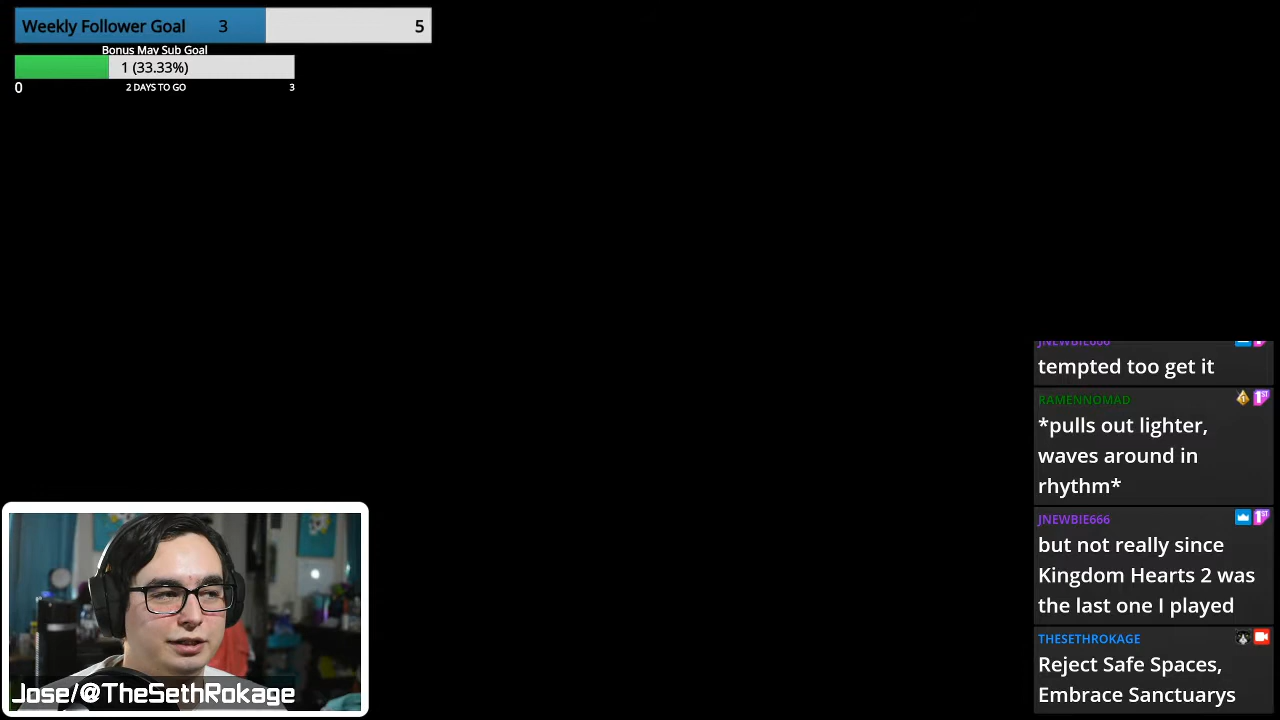 Weekly Follower Goal 3 5
Bonus May Sub Goal
1 (33.33%)
0 2 DAYS TO GO 3
JNEWBIE666
tempted too get it
RAMENNOMAD
*pulls out lighter,
waves around in
rhythm*
JNEWBIE666
but not really since
Kingdom Hearts 2 was
the last one I played
THESETHROKAGE
Reject Safe Spaces,
Embrace Sanctuarys
Jose/@TheSethRokage